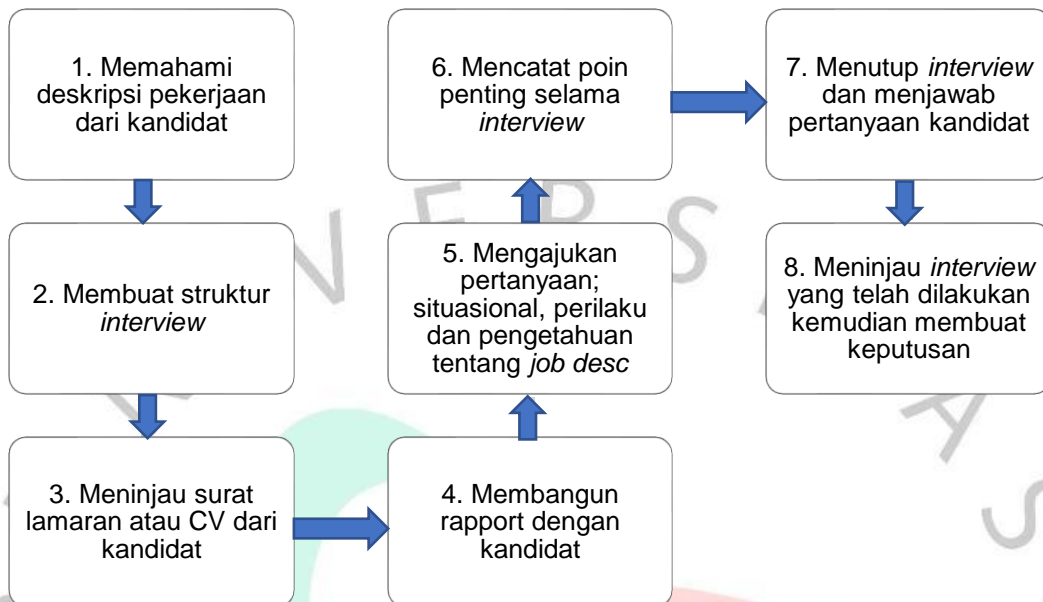 1. Memahami
deskripsi pekerjaan
dari kandidat
2. Membuat struktur
interview
3. Meninjau surat
lamaran atau CV dari
kandidat
4. Membangun
rapport dengan
kandidat
5. Mengajukan
pertanyaan;
situasional, perilaku
dan pengetahuan
tentang job desc
6. Mencatat poin
penting selama
interview
7. Menutup interview
dan menjawab
pertanyaan kandidat
8. Meninjau interview
yang telah dilakukan
kemudian membuat
keputusan